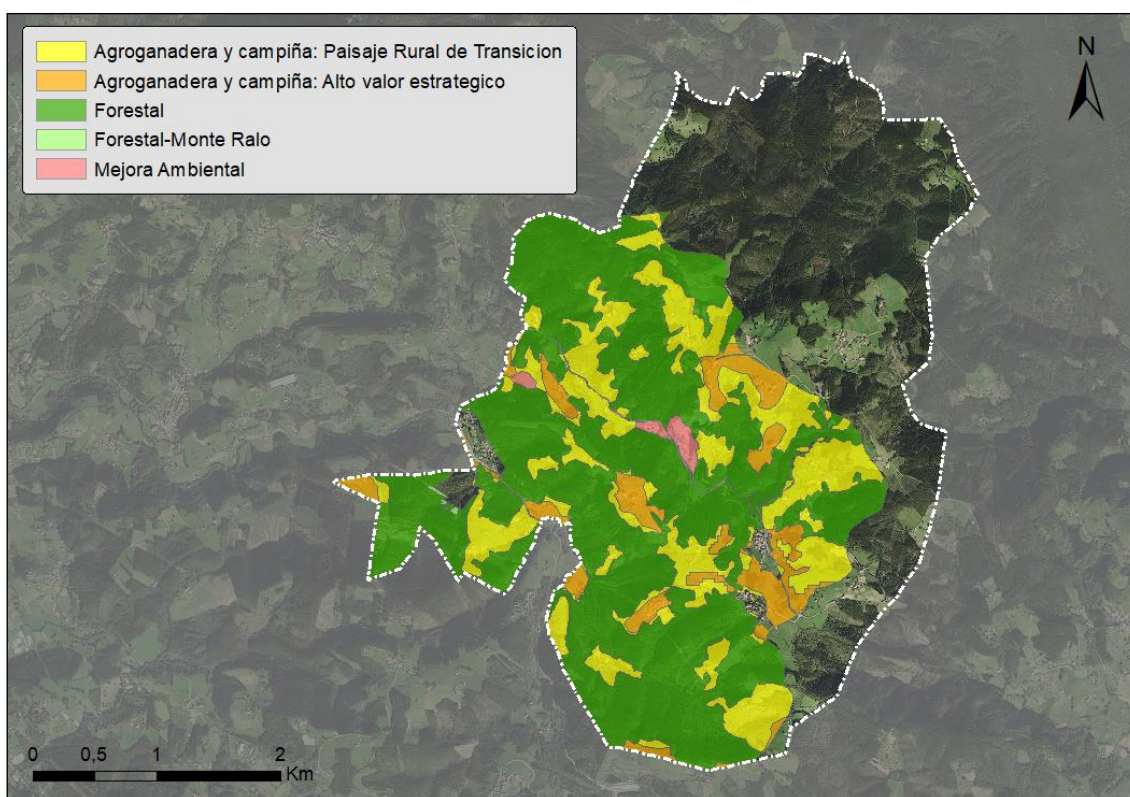 Agroganadera y campiña: Paisaje Rural de Transicion
Agroganadera y campiña: Alto valor estrategico
Forestal
Forestal-Monte Ralo
Mejora Ambiental
N
0 0,5 1 2
Km